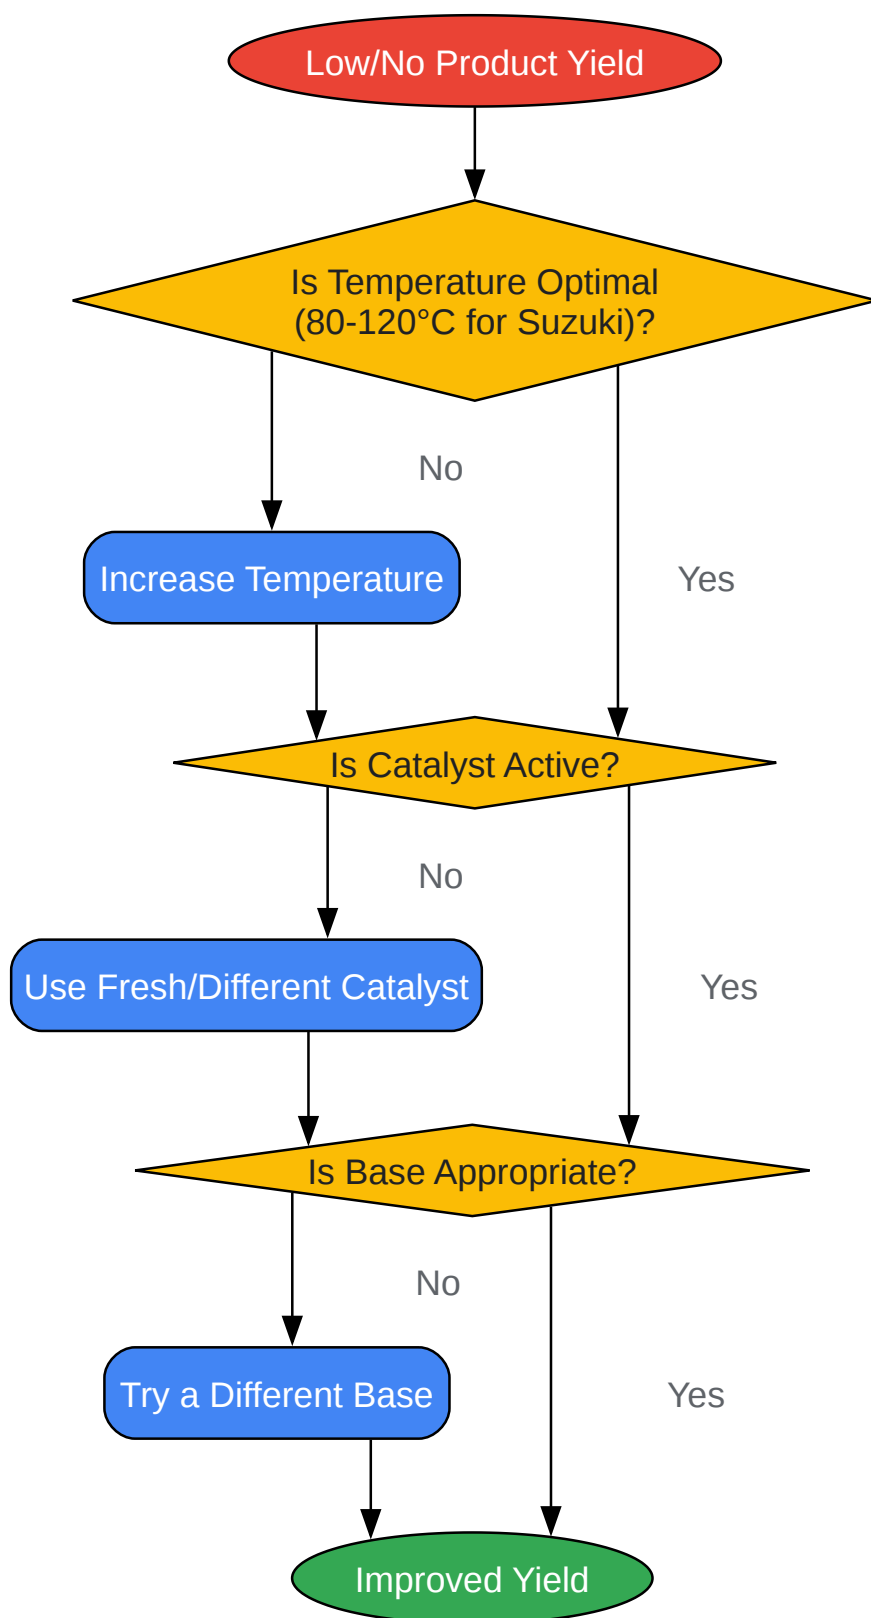 Low/No Product Yield
Is Temperature Optimal
(80-120°C for Suzuki)?
No
Increase Temperature
Yes
Is Catalyst Active?
No
Use Fresh/Different Catalyst
Yes
Is Base Appropriate?
No
Try a Different Base
Yes
Improved Yield